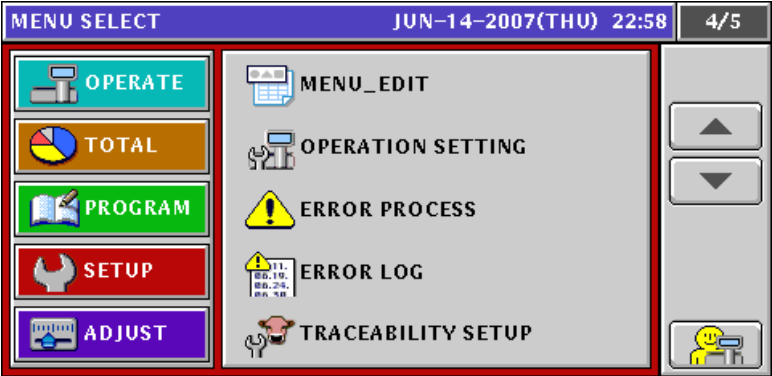 MENU SELECT JUN-14-2007(THU) 22:58 4/5
OPERATE
TOTAL
PROGRAM
SETUP
ADJUST
MENU_EDIT
OPERATION SETTING
ERROR PROCESS
ERROR LOG
TRACEABILITY SETUP